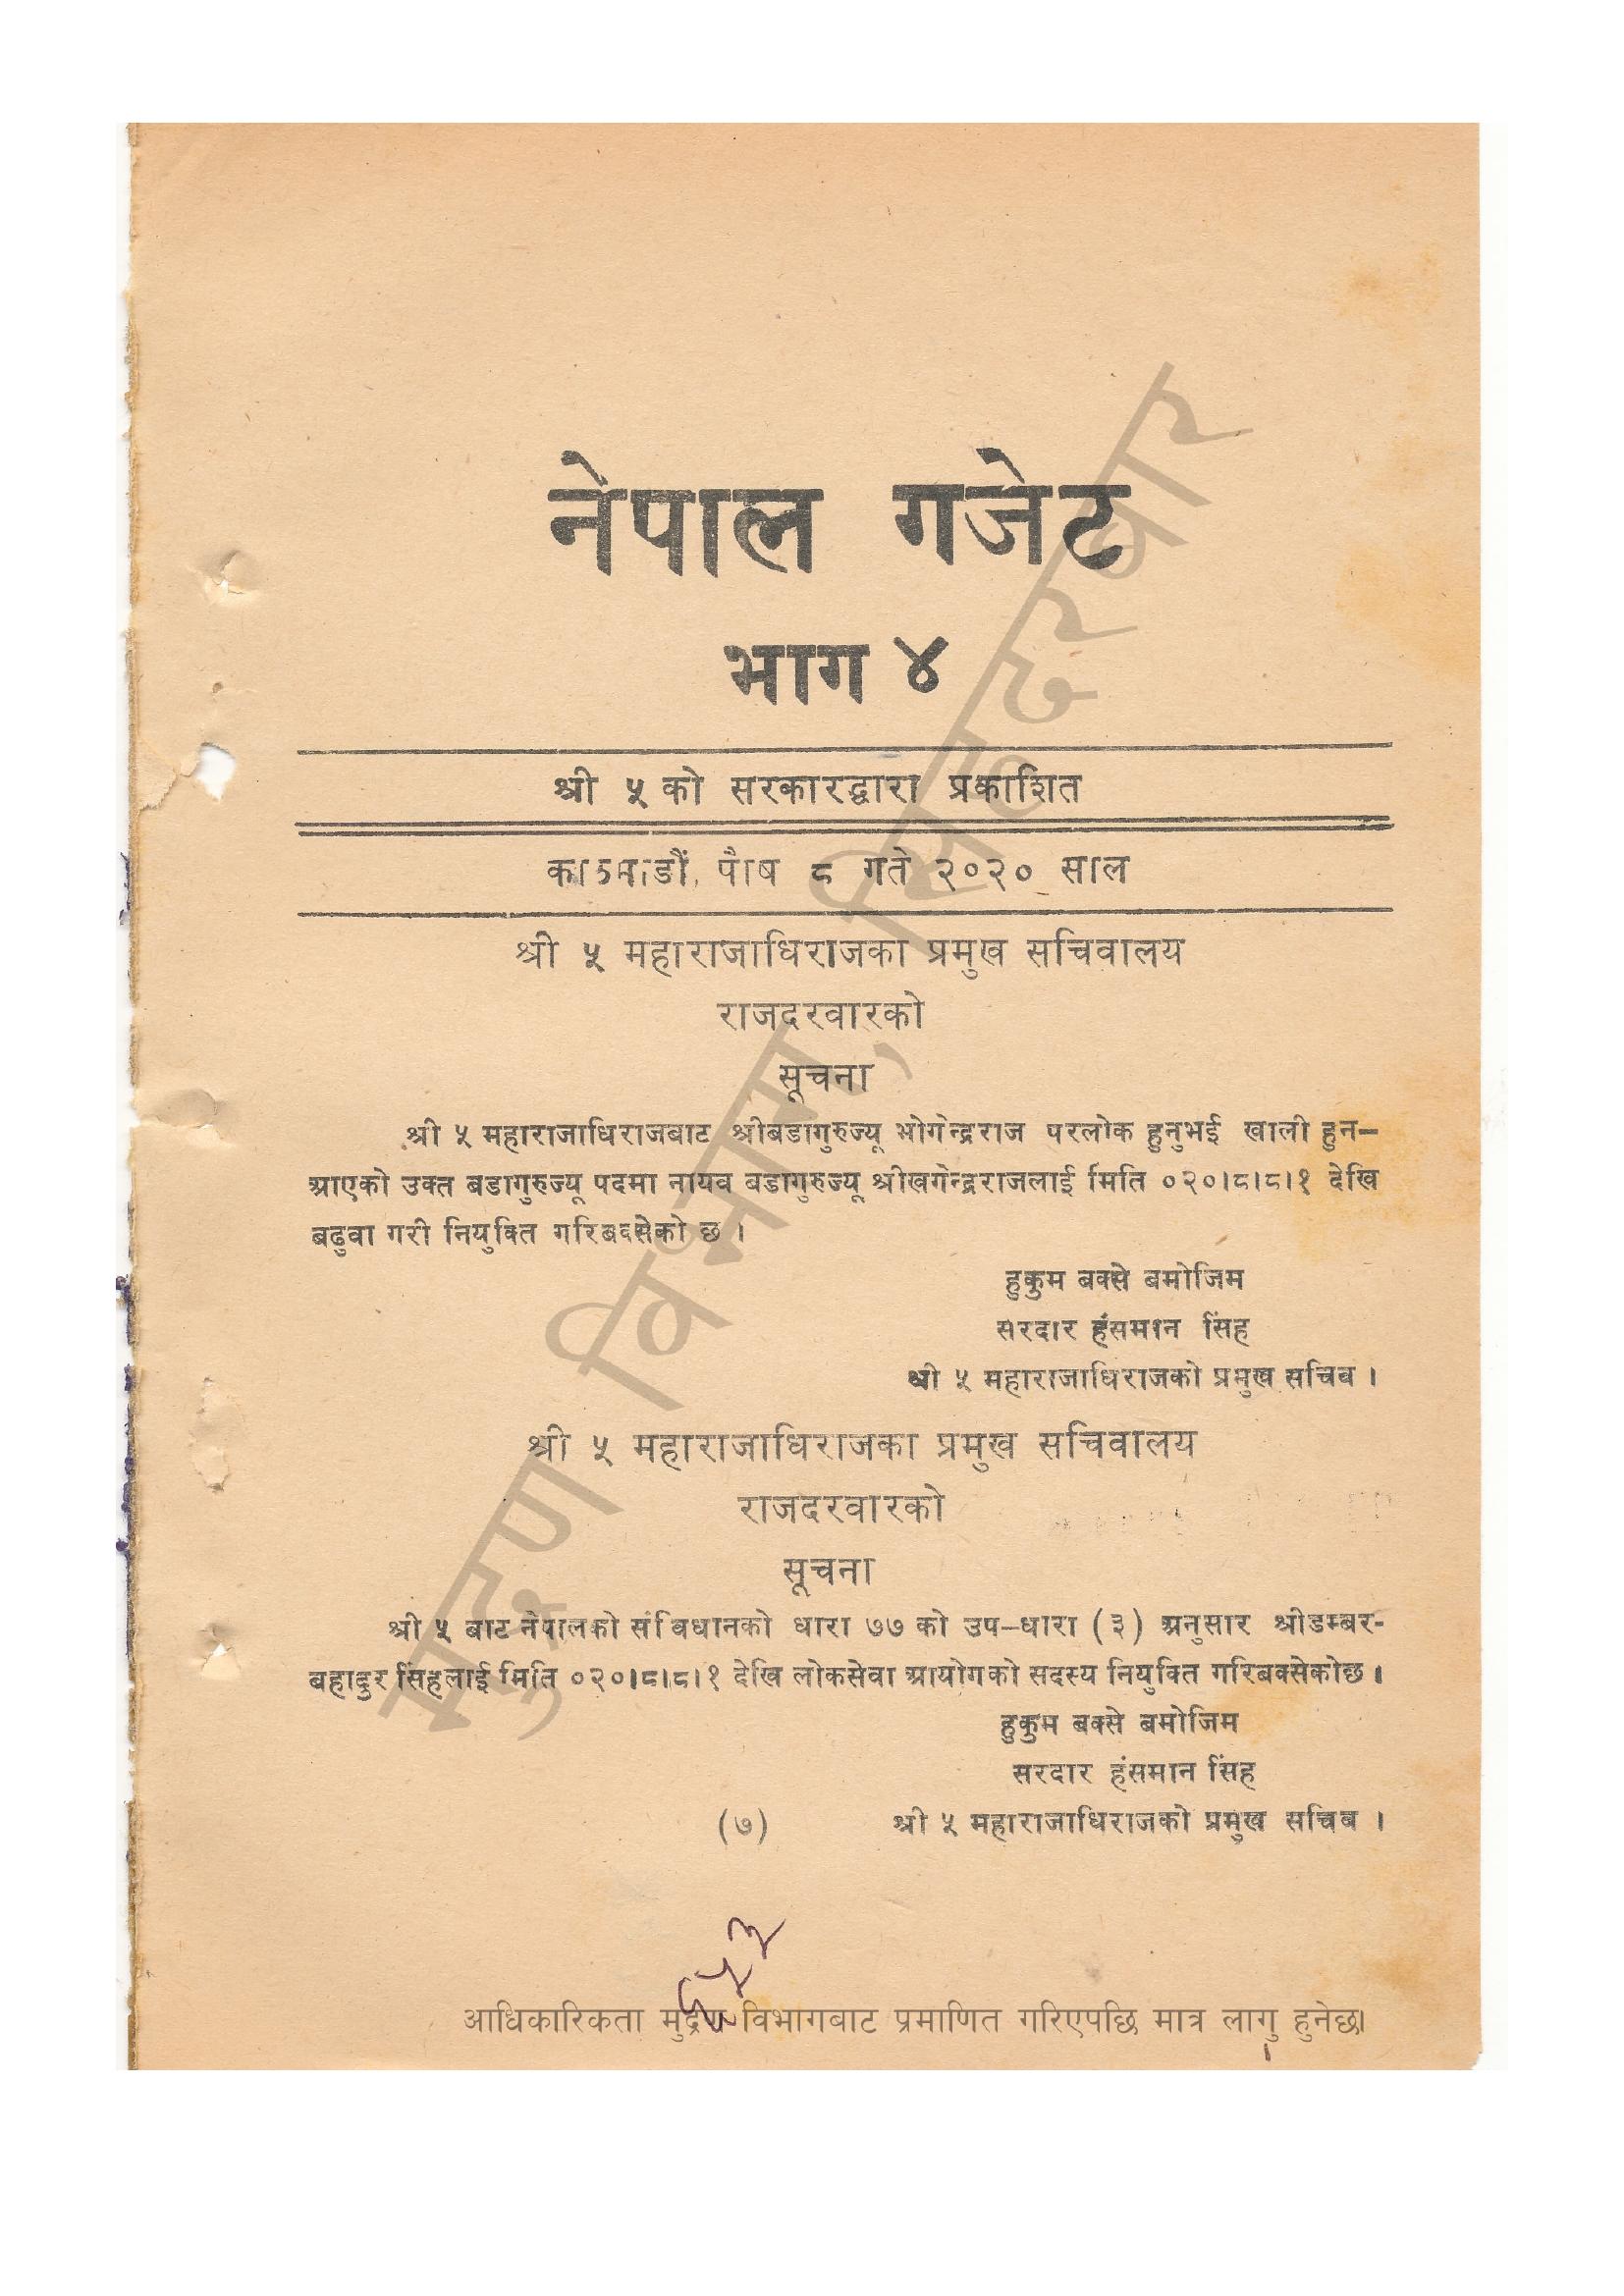 नेपाल गजेट
भाग ४
श्री ५ को सरकारद्वारा प्रकाशित
काठमाडौं, पौष ८ गते २०२० साल
श्री ५ महाराजाधिराजका प्रमुख सचिवालय
राजदरवारको
सूचना
श्री ५ महाराजाधिराजबाट श्रीबडागुरुज्यू भोगेन्द्रराज परलोक हुनुभई खाली हुन–
आएको उक्त बडागुरुज्यू पदमा नायव बडागुरुज्यू श्रीखगेन्द्रराजलाई मिति ०२०।८।८।१ देखि
बढुवा गरी नियुक्ति गरिबक्सेको छ ।
हुकुम बक्से बमोजिम
सरदार हंसमान सिंह
श्री ५ महाराजाधिराजको प्रमुख सचिव ।
श्री ५ महाराजाधिराजका प्रमुख सचिवालय
राजदरवारको
सूचना
श्री ५ बाट नेपालको संविधानको धारा ७७ को उप–धारा (३) अनुसार श्रीडम्बर-
बहादुर सिंहलाई मिति ०२०।८।८।१ देखि लोकसेवा आयोगको सदस्य नियुक्ति गरिबक्सेकोछ ।
हुकुम बक्से बमोजिम
सरदार हंसमान सिंह
(७) श्री ५ महाराजाधिराजको प्रमुख सचिव ।
मुद्रण विभाग, सिंहदरबार
आधिकारिकता मुद्रण विभागबाट प्रमाणित गरिएपछि मात्र लागु हुनेछ।